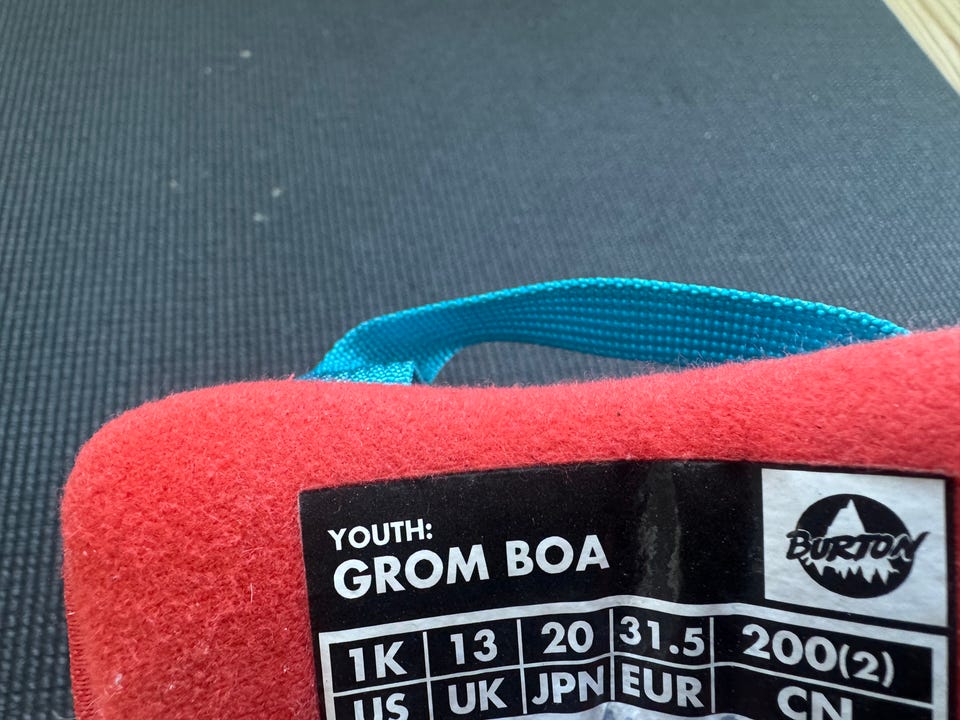 YOUTH:
GROM BOA
BURTON
1K 13 20 31.5 200(2)
US UK JPN EUR CN